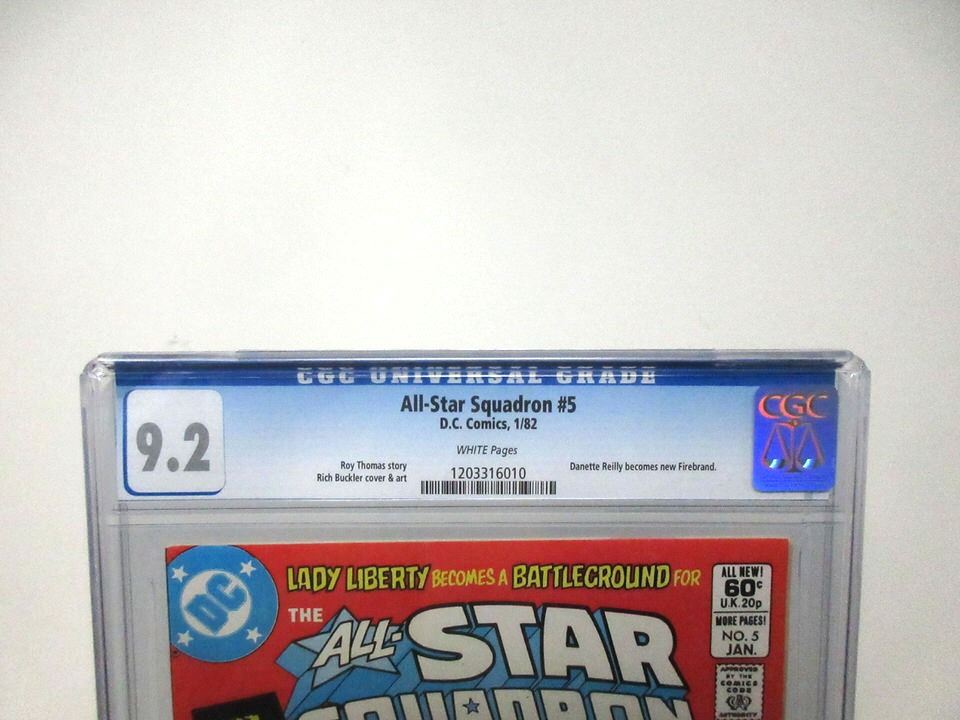 CGC UNIVERSAL GRADE
9.2
All-Star Squadron #5
D.C. Comics, 1/82
WHITE Pages
Roy Thomas story
Rich Buckler cover & art
1203316010
Danette Reilly becomes new Firebrand.
CGC
DC
LADY LIBERTY BECOMES A BATTLEGROUND FOR
THE
ALL-STAR
SQUADRON
ALL NEW!
60¢
U.K. 20p
MORE PAGES!
NO. 5
JAN.
APPROVED
BY THE
COMICS
CODE
AUTHORITY